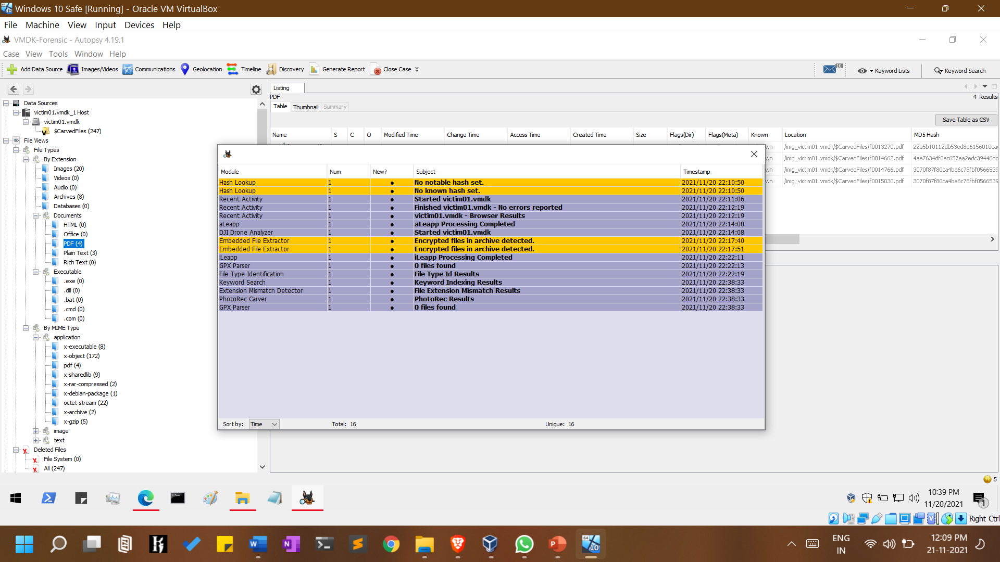 Windows 10 Safe [Running] - Oracle VM VirtualBox
File Machine View Input Devices Help
VMDK-Forensic - Autopsy 4.19.1
Case View Tools Window Help
Add Data Source Images/Videos Communications Geolocation Timeline Discovery Generate Report Close Case 16 Keyword Lists Keyword Search
Listing
PDF 4 Results
Table Thumbnail Summary
Save Table as CSV
Name S C O Modified Time Change Time Access Time Created Time Size Flags(Dir) Flags(Meta) Known Location MD5 Hash
wn /img_victim01.vmdk/$CarvedFiles/f0013270.pdf 22a5b10112db53ed8e6156010cae
wn /img_victim01.vmdk/$CarvedFiles/f0014662.pdf 4ae7634df0ac657ea2edc39446dc
wn /img_victim01.vmdk/$CarvedFiles/f0014766.pdf 3070f87f80ca4ba6c78fbf0566539
wn /img_victim01.vmdk/$CarvedFiles/f0015030.pdf 3070f87f80ca4ba6c78fbf0566539
Data Sources
victim01.vmdk_1 Host
victim01.vmdk
$CarvedFiles (247)
File Views
File Types
By Extension
Images (20)
Videos (0)
Audio (0)
Archives (8)
Databases (0)
Documents
HTML (0)
Office (0)
PDF (4)
Plain Text (3)
Rich Text (0)
Executable
.exe (0)
.dll (0)
.bat (0)
.cmd (0)
.com (0)
By MIME Type
application
x-executable (8)
x-object (172)
pdf (4)
x-sharedlib (9)
x-rar-compressed (2)
x-debian-package (1)
octet-stream (22)
x-archive (2)
x-gzip (5)
image
text
Deleted Files
File System (0)
All (247)
Module Num New? Subject Timestamp
Hash Lookup 1 ● No notable hash set. 2021/11/20 22:10:50
Hash Lookup 1 ● No known hash set. 2021/11/20 22:10:50
Recent Activity 1 ● Started victim01.vmdk 2021/11/20 22:11:06
Recent Activity 1 ● Finished victim01.vmdk - No errors reported 2021/11/20 22:12:19
Recent Activity 1 ● victim01.vmdk - Browser Results 2021/11/20 22:12:19
aLeapp 1 ● aLeapp Processing Completed 2021/11/20 22:14:08
DJI Drone Analyzer 1 ● Started victim01.vmdk 2021/11/20 22:14:08
Embedded File Extractor 1 ● Encrypted files in archive detected. 2021/11/20 22:17:40
Embedded File Extractor 1 ● Encrypted files in archive detected. 2021/11/20 22:17:51
iLeapp 1 ● iLeapp Processing Completed 2021/11/20 22:22:11
GPX Parser 1 ● 0 files found 2021/11/20 22:22:13
File Type Identification 1 ● File Type Id Results 2021/11/20 22:22:19
Keyword Search 1 ● Keyword Indexing Results 2021/11/20 22:38:33
Extension Mismatch Detector 1 ● File Extension Mismatch Results 2021/11/20 22:38:33
PhotoRec Carver 1 ● PhotoRec Results 2021/11/20 22:38:33
GPX Parser 1 ● 0 files found 2021/11/20 22:38:33
Sort by: Time Total: 16 Unique: 16
5
10:39 PM
11/20/2021
1
Right Ctrl
ENG
IN
12:09 PM
21-11-2021